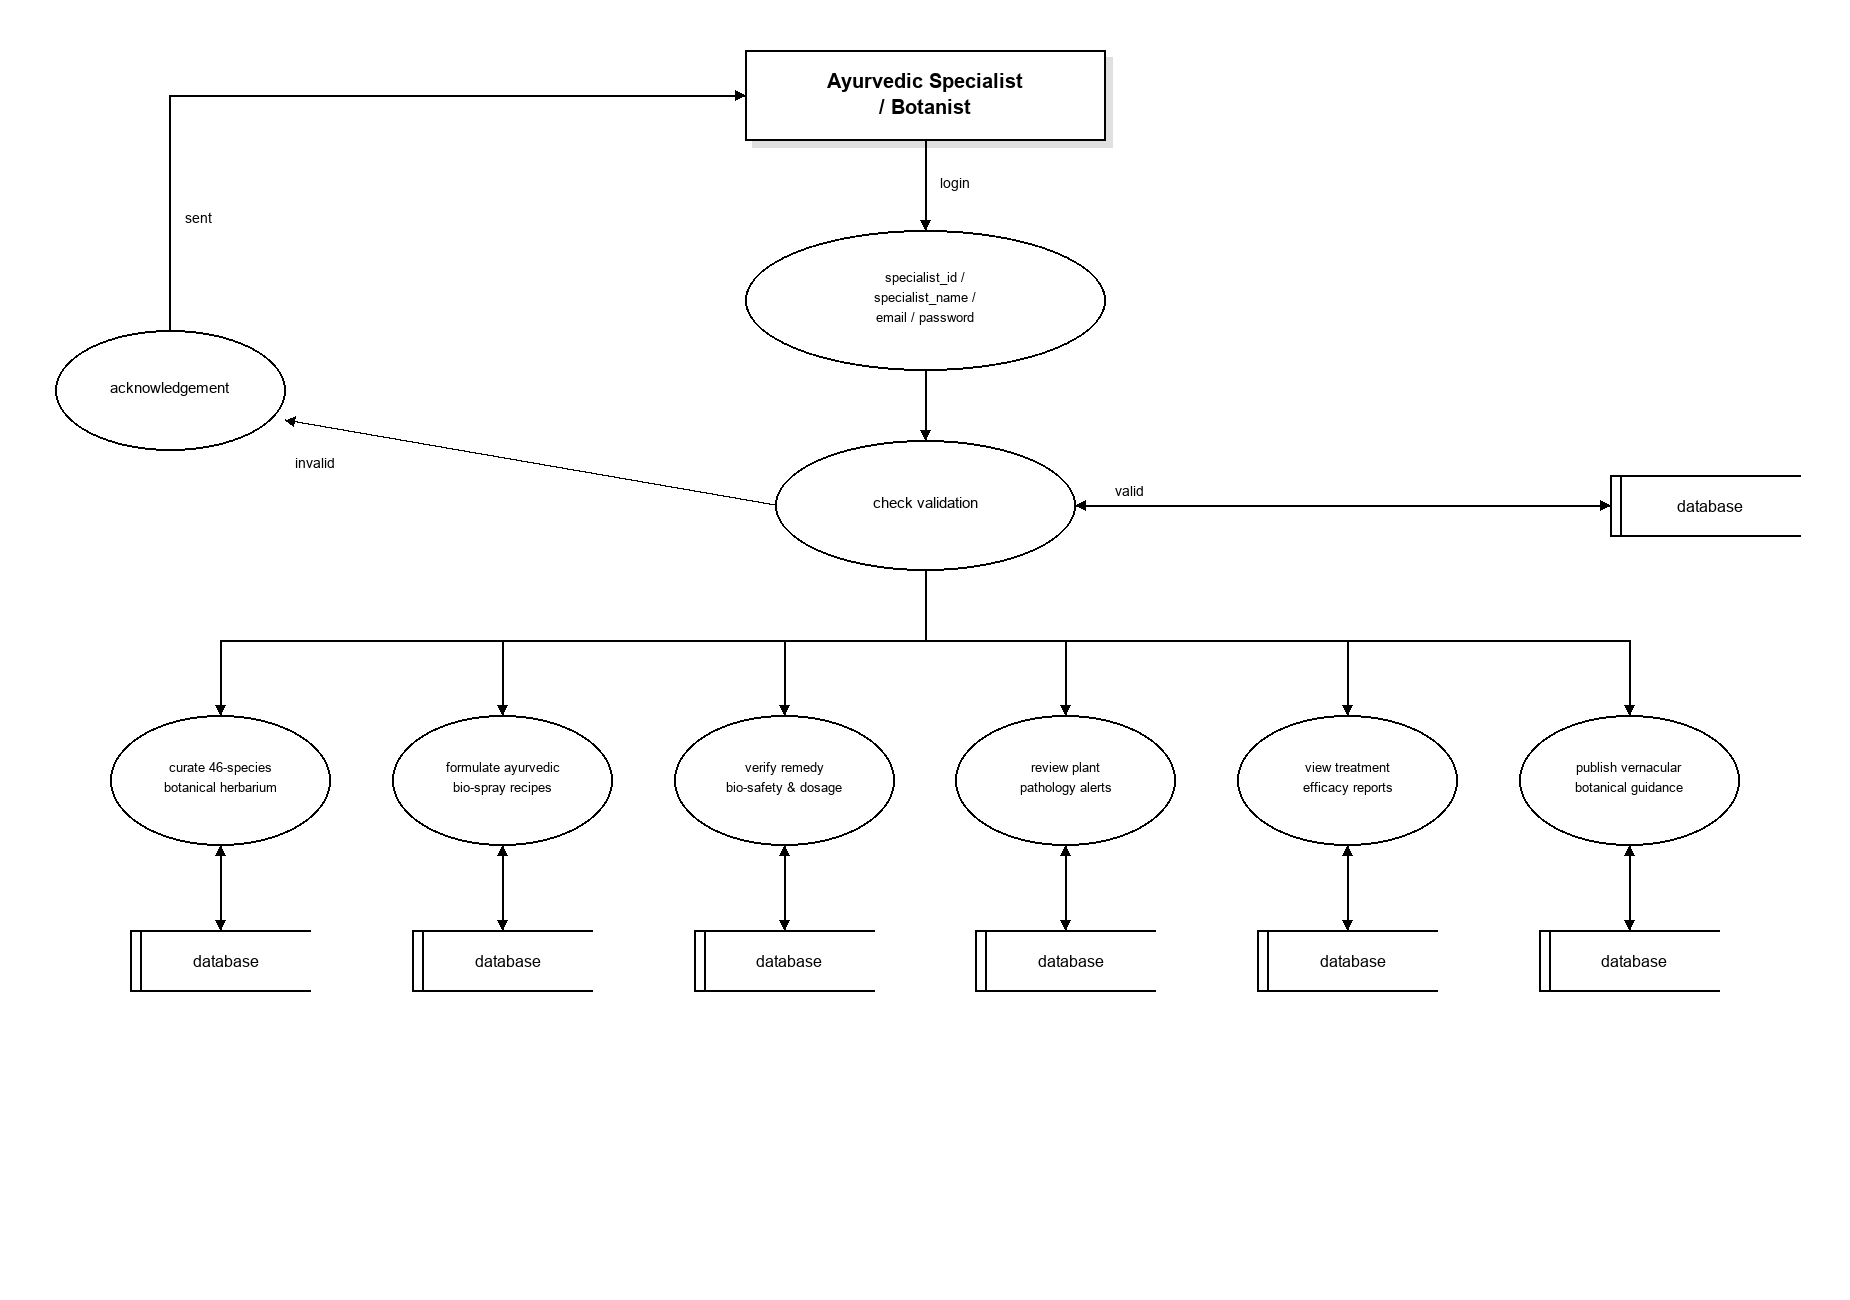 Ayurvedic Specialist
/ Botanist
login
sent
specialist_id /
specialist_name /
email / password
acknowledgement
invalid
check validation
valid
database
curate 46-species
botanical herbarium
formulate ayurvedic
bio-spray recipes
verify remedy
bio-safety & dosage
review plant
pathology alerts
view treatment
efficacy reports
publish vernacular
botanical guidance
database
database
database
database
database
database